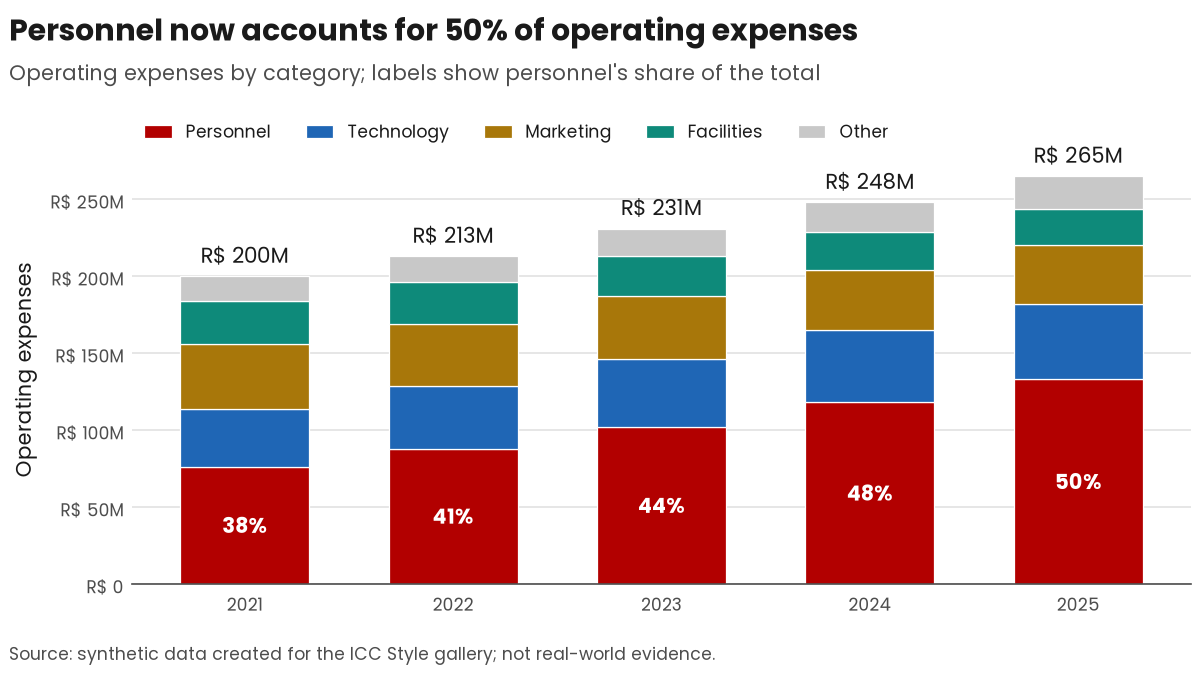 Personnel now accounts for 50% of operating expenses
Operating expenses by category; labels show personnel's share of the total
Personnel Technology Marketing Facilities Other
R$ 265M
R$ 248M
R$ 231M
R$ 213M
R$ 200M
R$ 250M
R$ 200M
R$ 150M
R$ 100M
R$ 50M
R$ 0
Operating expenses
38% 41% 44% 48% 50%
2021 2022 2023 2024 2025
Source: synthetic data created for the ICC Style gallery; not real-world evidence.